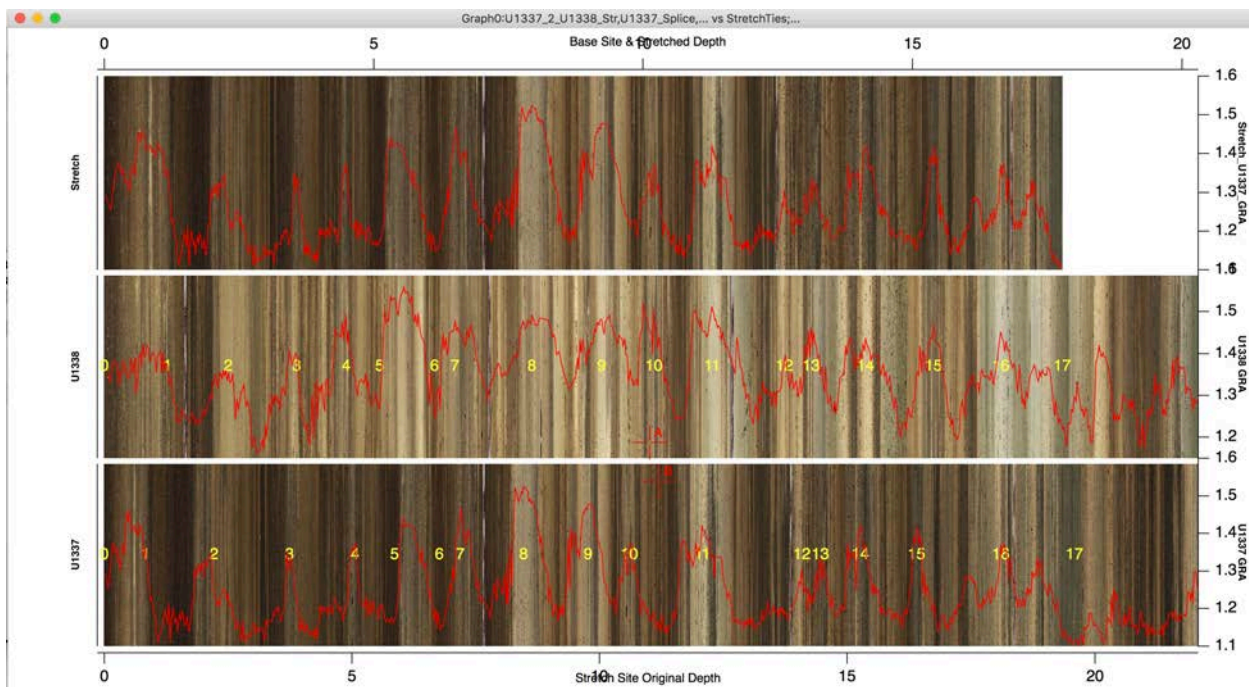 Graph0:U1337_2_U1338_Str,U1337_Splice,... vs StretchTies;...
0 5 10 15 20
Base Site & Stretched Depth
Stretch
1.6
1.5
1.4
1.3
1.2
1.1
Stretch_U1337_GRA
U1338
0 1 2 3 4 5 6 7 8 9 10 11 12 13 14 15 16 17
A
1.5
1.4
1.3
1.2
1.6
U1338 GRA
U1337
0 1 2 3 4 5 6 7 8 9 10 11 12 13 14 15 16 17
1.5
1.4
1.3
1.2
1.1
U1337 GRA
0 5 10 15 20
Stretch Site Original Depth